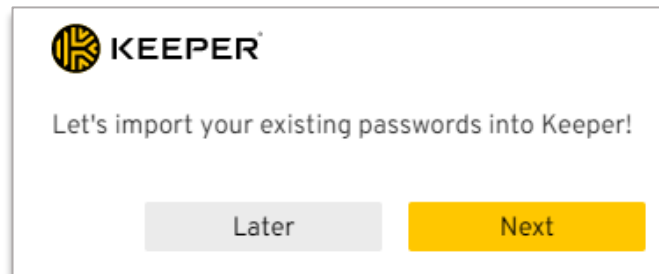 KEEPER
Let's import your existing passwords into Keeper!
Later
Next